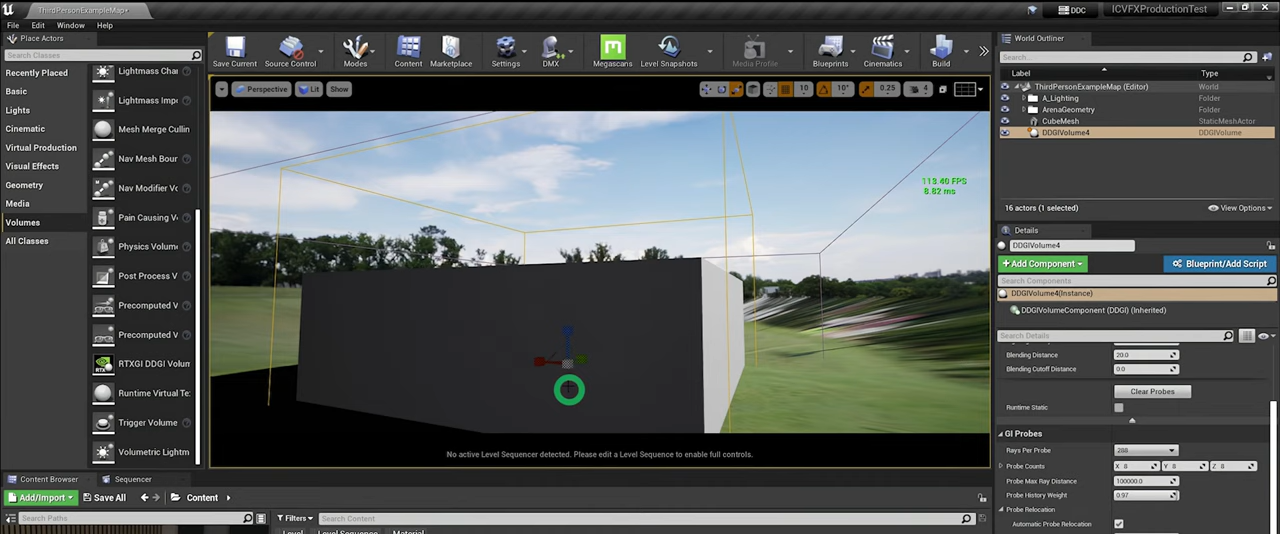 ThirdPersonExampleMap•
DDC
ICVFXProductionTest
File Edit Window Help
Place Actors
Search Classes
Recently Placed
Basic
Lights
Cinematic
Virtual Production
Visual Effects
Geometry
Media
Volumes
All Classes
Lightmass Cha
Lightmass Impo
Mesh Merge Cullin
Nav Mesh Boun
Nav Modifier Vo
Pain Causing V
Physics Volum
Post Process V
Precomputed V
Precomputed V
RTXGI DDGI Volum
Runtime Virtual Te
Trigger Volume
Volumetric Lightm
Save Current
Source Control
Modes
Content
Marketplace
Settings
DMX
Megascans
Level Snapshots
Media Profile
Blueprints
Cinematics
Build
Perspective
Lit
Show
10
10°
0.25
4
113.40 FPS
8.82 ms
No active Level Sequencer detected. Please edit a Level Sequence to enable full controls.
World Outliner
Search...
Label Type
ThirdPersonExampleMap (Editor) World
A_Lighting Folder
ArenaGeometry Folder
CubeMesh StaticMeshActor
DDGIVolume4 DDGIVolume
16 actors (1 selected)
View Options
Details
DDGIVolume4
+ Add Component
Blueprint/Add Script
Search Components
DDGIVolume4(Instance)
DDGIVolumeComponent (DDGI) (Inherited)
Search Details
Blending Distance 20.0
Blending Cutoff Distance 0.0
Clear Probes
Runtime Static
GI Probes
Rays Per Probe 288
Probe Counts X 8 Y 8 Z 8
Probe Max Ray Distance 100000.0
Probe History Weight 0.97
Probe Relocation
Automatic Probe Relocation
Content Browser
Sequencer
Add/Import
Save All
Content
Search Paths
Filters
Search Content
Level
Level Sequence
Material